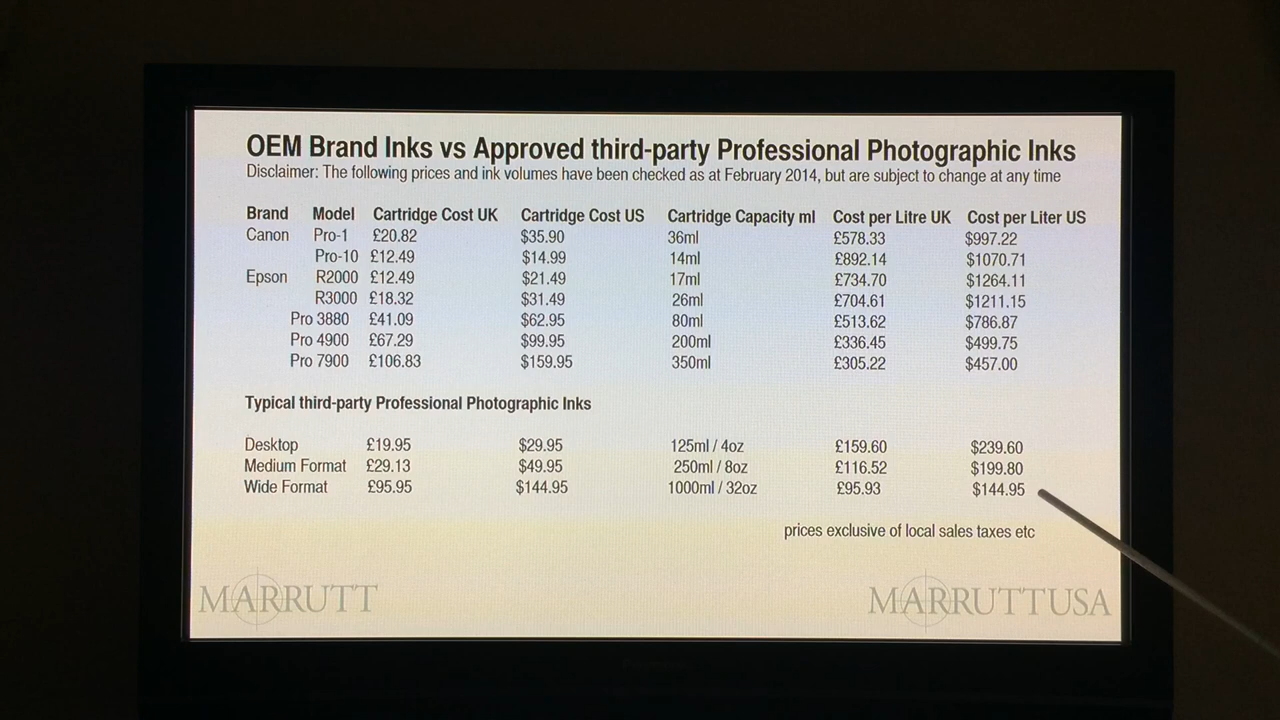 OEM Brand Inks vs Approved third-party Professional Photographic Inks
Disclaimer: The following prices and ink volumes have been checked as at February 2014, but are subject to change at any time
Brand Model Cartridge Cost UK Cartridge Cost US Cartridge Capacity ml Cost per Litre UK Cost per Liter US
Canon Pro-1 £20.82 $35.90 36ml £578.33 $997.22
Pro-10 £12.49 $14.99 14ml £892.14 $1070.71
Epson R2000 £12.49 $21.49 17ml £734.70 $1264.11
R3000 £18.32 $31.49 26ml £704.61 $1211.15
Pro 3880 £41.09 $62.95 80ml £513.62 $786.87
Pro 4900 £67.29 $99.95 200ml £336.45 $499.75
Pro 7900 £106.83 $159.95 350ml £305.22 $457.00
Typical third-party Professional Photographic Inks
Desktop £19.95 $29.95 125ml / 4oz £159.60 $239.60
Medium Format £29.13 $49.95 250ml / 8oz £116.52 $199.80
Wide Format £95.95 $144.95 1000ml / 32oz £95.93 $144.95
prices exclusive of local sales taxes etc
MARRUTT MARRUTTUSA